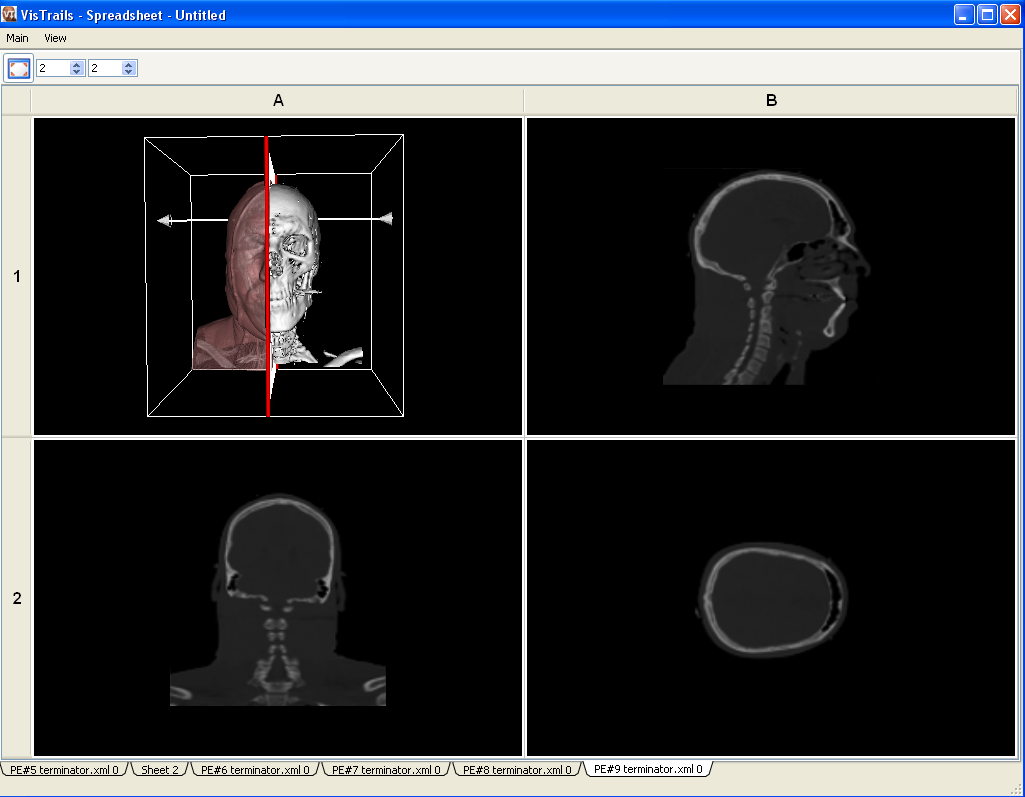 VisTrails - Spreadsheet - Untitled
Main View
2 2
A B
1
2
PE#5 terminator.xml 0 Sheet 2 PE#6 terminator.xml 0 PE#7 terminator.xml 0 PE#8 terminator.xml 0 PE#9 terminator.xml 0